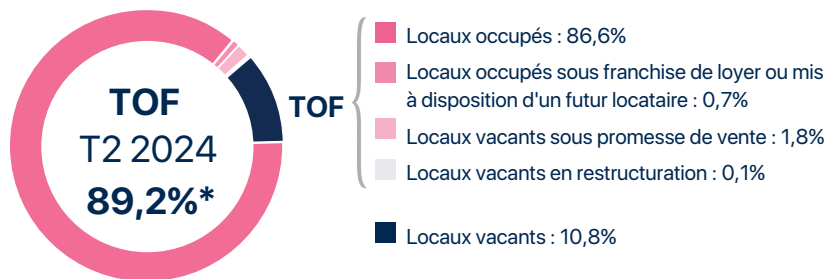 TOF
T2 2024
89,2%*
TOF
Locaux occupés : 86,6%
Locaux occupés sous franchise de loyer ou mis
à disposition d'un futur locataire : 0,7%
Locaux vacants sous promesse de vente : 1,8%
Locaux vacants en restructuration : 0,1%
Locaux vacants : 10,8%